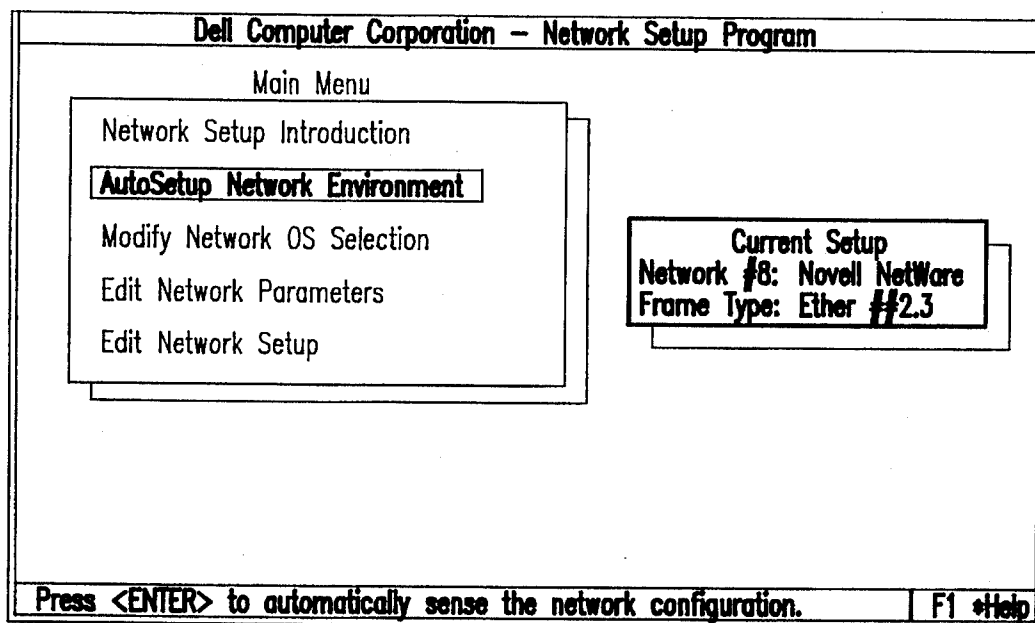 Dell Computer Corporation – Network Setup Program
Main Menu
Network Setup Introduction
AutoSetup Network Environment
Modify Network OS Selection
Edit Network Parameters
Edit Network Setup
Current Setup
Network #8: Novell NetWare
Frame Type: Ether ##2.3
Press <ENTER> to automatically sense the network configuration.
F1 *Help